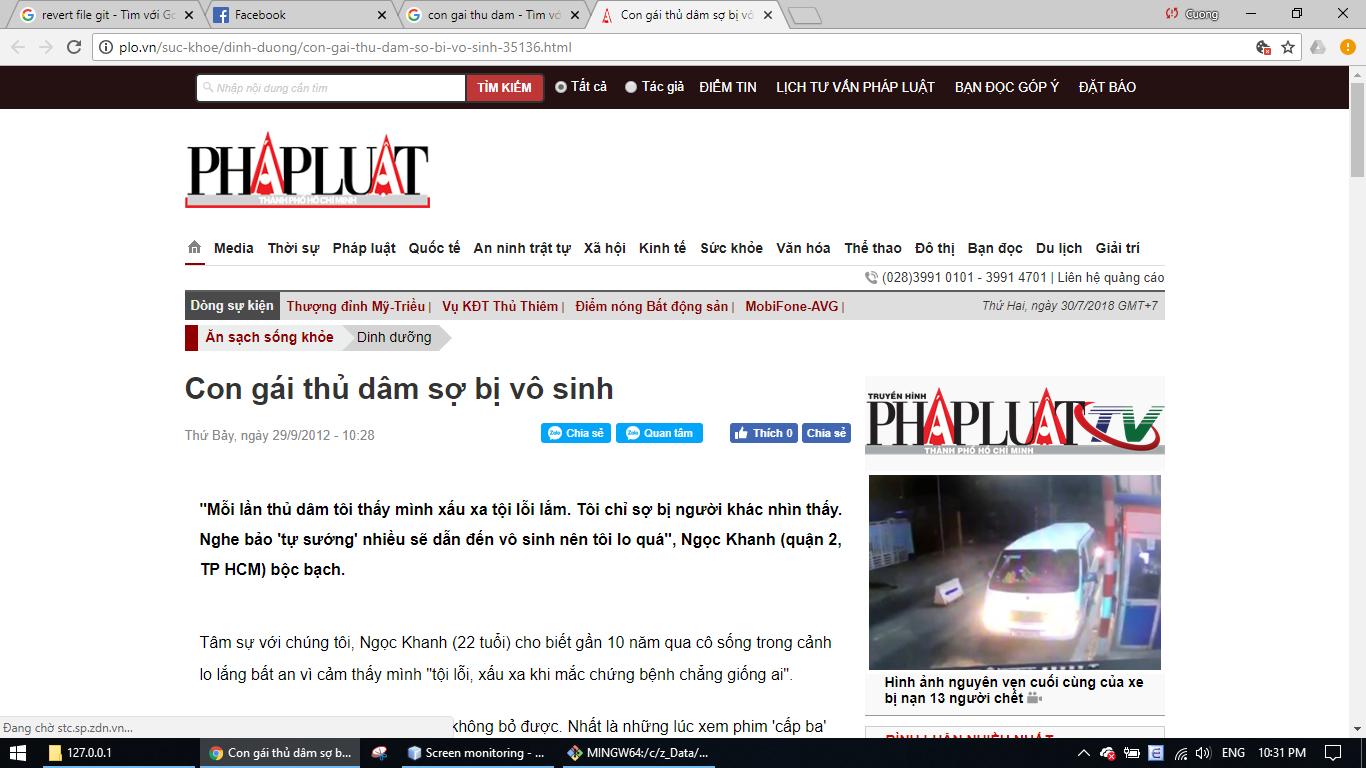 revert file git - Tìm với Go
Facebook
con gai thu dam - Tìm vớ
Con gái thủ dâm sợ bị vô
Cuong
plo.vn/suc-khoe/dinh-duong/con-gai-thu-dam-so-bi-vo-sinh-35136.html
Nhập nội dung cần tìm
TÌM KIẾM
Tất cả
Tác giả
ĐIỂM TIN
LỊCH TƯ VẤN PHÁP LUẬT
BẠN ĐỌC GÓP Ý
ĐẶT BÁO
PHÁPLUẬT
THÀNH PHỐ HỒ CHÍ MINH
Media Thời sự Pháp luật Quốc tế An ninh trật tự Xã hội Kinh tế Sức khỏe Văn hóa Thể thao Đô thị Bạn đọc Du lịch Giải trí
(028)3991 0101 - 3991 4701 | Liên hệ quảng cáo
Dòng sự kiện Thượng đỉnh Mỹ-Triều | Vụ KĐT Thủ Thiêm | Điểm nóng Bất động sản | MobiFone-AVG |
Thứ Hai, ngày 30/7/2018 GMT+7
Ăn sạch sống khỏe Dinh dưỡng
Con gái thủ dâm sợ bị vô sinh
Thứ Bảy, ngày 29/9/2012 - 10:28
Zalo Chia sẻ
Zalo Quan tâm
Thích 0
Chia sẻ
"Mỗi lần thủ dâm tôi thấy mình xấu xa tội lỗi lắm. Tôi chỉ sợ bị người khác nhìn thấy.
Nghe bảo 'tự sướng' nhiều sẽ dẫn đến vô sinh nên tôi lo quá", Ngọc Khanh (quận 2,
TP HCM) bộc bạch.
Tâm sự với chúng tôi, Ngọc Khanh (22 tuổi) cho biết gần 10 năm qua cô sống trong cảnh
lo lắng bất an vì cảm thấy mình "tội lỗi, xấu xa khi mắc chứng bệnh chẳng giống ai".
không bỏ được. Nhất là những lúc xem phim 'cấp ba'
TRUYỀN HÌNH
PHÁPLUẬT TV
THÀNH PHỐ HỒ CHÍ MINH
Hình ảnh nguyên vẹn cuối cùng của xe
bị nạn 13 người chết
BÌNH LUẬN NHIỀU NHẤT
Đang chờ stc.sp.zdn.vn...
127.0.0.1
Con gái thủ dâm sợ b...
Screen monitoring - ...
MINGW64:/c/z_Data/...
ENG
10:31 PM